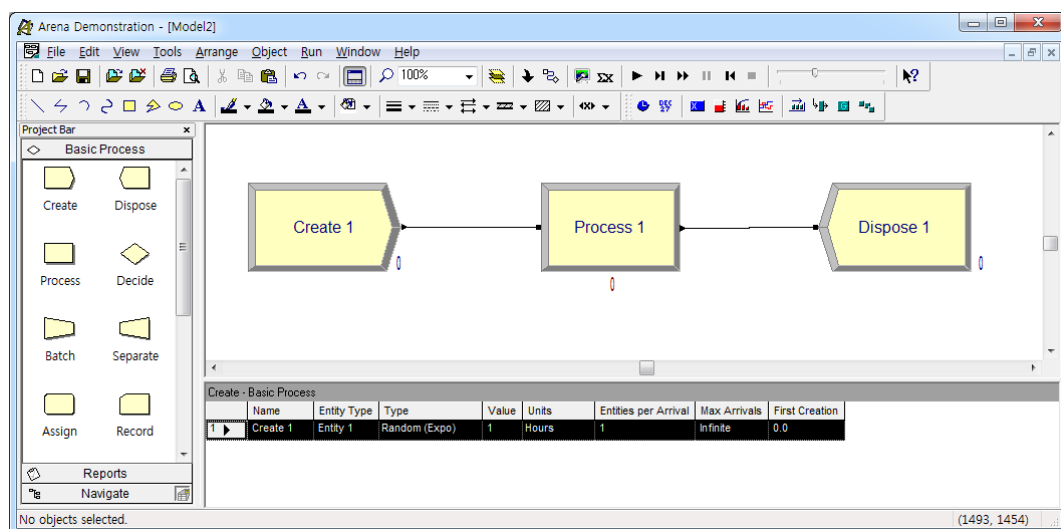 Arena Demonstration - [Model2]
File Edit View Tools Arrange Object Run Window Help
100%
Project Bar
Basic Process
Create Dispose
Process Decide
Batch Separate
Assign Record
Reports
Navigate
Create 1 Process 1 Dispose 1
0
0
0
Create - Basic Process
Name Entity Type Type Value Units Entities per Arrival Max Arrivals First Creation
1 Create 1 Entity 1 Random (Expo) 1 Hours 1 Infinite 0.0
No objects selected. (1493, 1454)